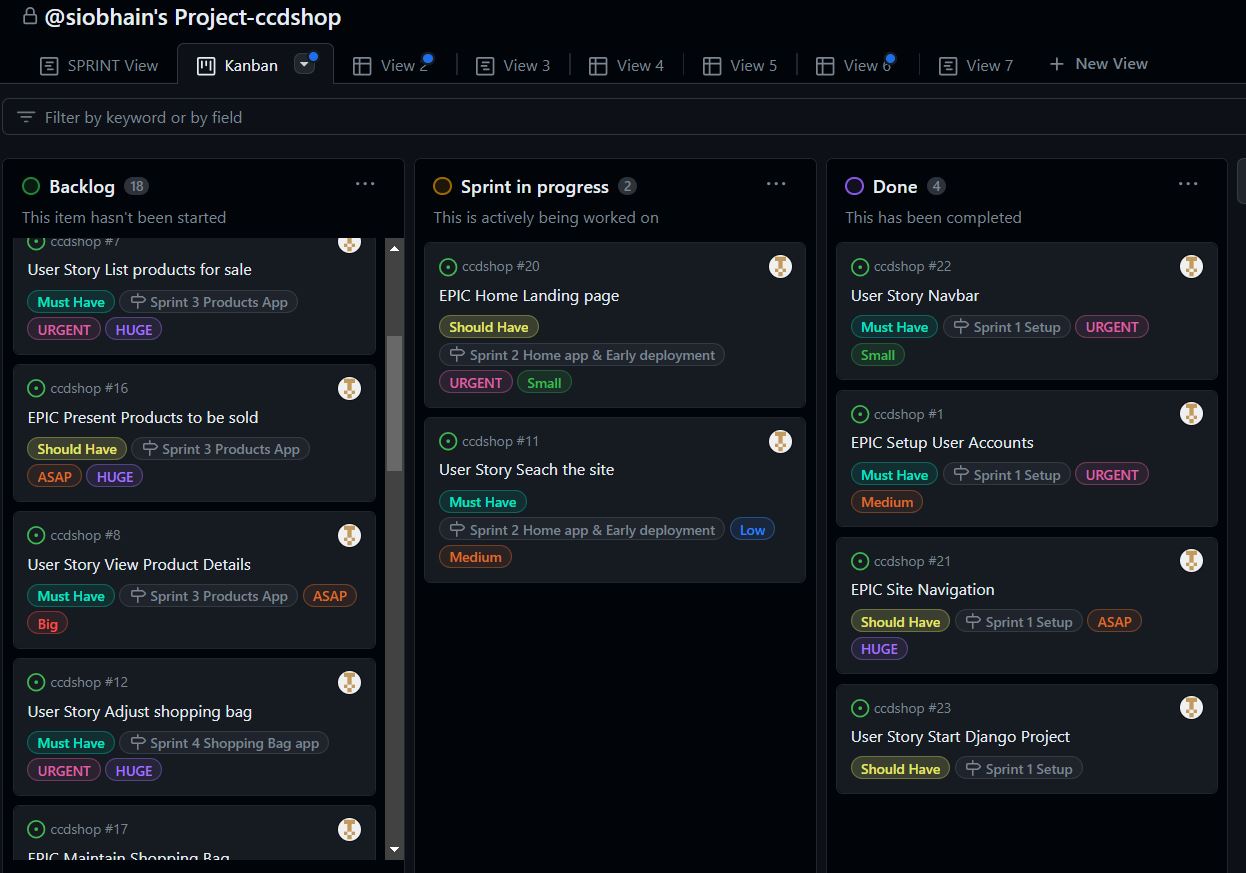 @siobhain's Project-ccdshop
SPRINT View
Kanban
View 2
View 3
View 4
View 5
View 6
View 7
+ New View
Filter by keyword or by field
Backlog 18
This item hasn't been started
ccdshop #7
User Story List products for sale
Must Have Sprint 3 Products App
URGENT HUGE
ccdshop #16
EPIC Present Products to be sold
Should Have Sprint 3 Products App
ASAP HUGE
ccdshop #8
User Story View Product Details
Must Have Sprint 3 Products App ASAP
Big
ccdshop #12
User Story Adjust shopping bag
Must Have Sprint 4 Shopping Bag app
URGENT HUGE
ccdshop #17
EPIC Maintain Shopping Bag
Sprint in progress 2
This is actively being worked on
ccdshop #20
EPIC Home Landing page
Should Have
Sprint 2 Home app & Early deployment
URGENT Small
ccdshop #11
User Story Seach the site
Must Have
Sprint 2 Home app & Early deployment Low
Medium
Done 4
This has been completed
ccdshop #22
User Story Navbar
Must Have Sprint 1 Setup URGENT
Small
ccdshop #1
EPIC Setup User Accounts
Must Have Sprint 1 Setup URGENT
Medium
ccdshop #21
EPIC Site Navigation
Should Have Sprint 1 Setup ASAP
HUGE
ccdshop #23
User Story Start Django Project
Should Have Sprint 1 Setup